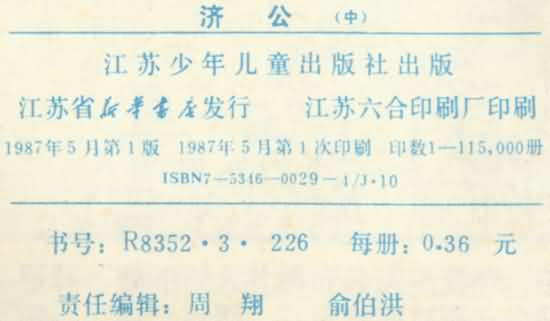 济 公 （中）
江苏少年儿童出版社出版
江苏省新华书店发行 江苏六合印刷厂印刷
1987年5月第1版 1987年5月第1次印刷 印数1—115,000册
ISBN7—5346—0029—4/J·10
书号：R8352·3·226 每册：0.36 元
责任编辑：周 翔 俞伯洪